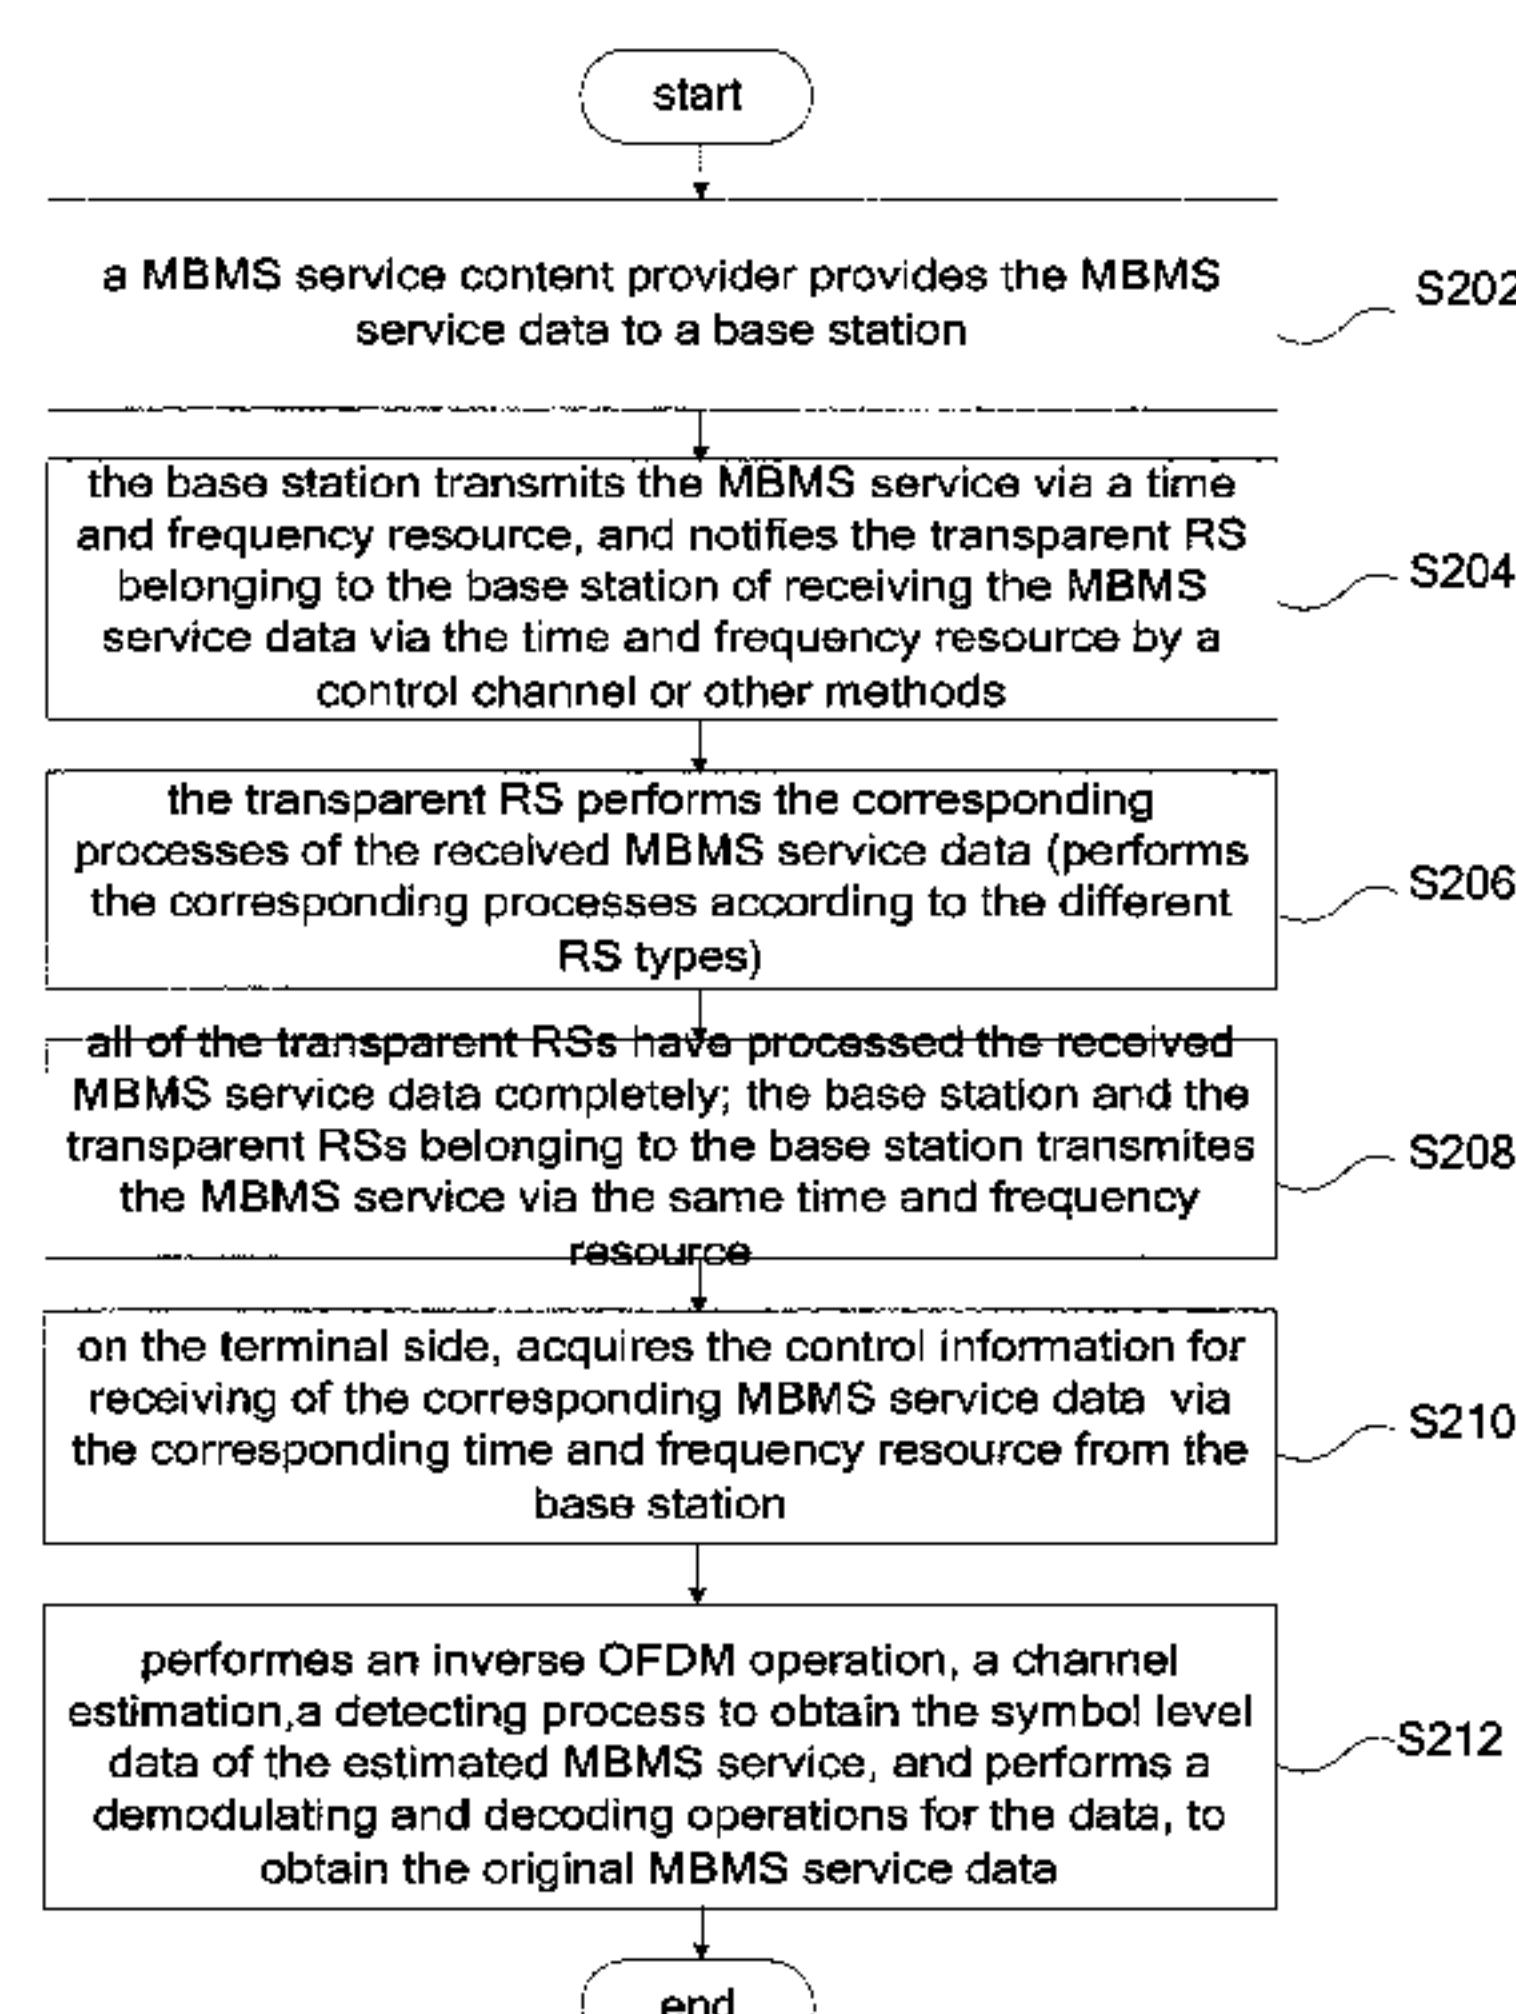 start
a MBMS service content provider provides the MBMS
service data to a base station
S202
the base station transmits the MBMS service via a time
and frequency resource, and notifies the transparent RS
belonging to the base station of receiving the MBMS
service data via the time and frequency resource by a
control channel or other methods
S204
the transparent RS performs the corresponding
processes of the received MBMS service data (performs
the corresponding processes according to the different
RS types)
S206
all of the transparent RSs have processed the received
MBMS service data completely; the base station and the
transparent RSs belonging to the base station transmites
the MBMS service via the same time and frequency
resource
S208
on the terminal side, acquires the control information for
receiving of the corresponding MBMS service data via
the corresponding time and frequency resource from the
base station
S210
performes an inverse OFDM operation, a channel
estimation,a detecting process to obtain the symbol level
data of the estimated MBMS service, and performs a
demodulating and decoding operations for the data, to
obtain the original MBMS service data
S212
end